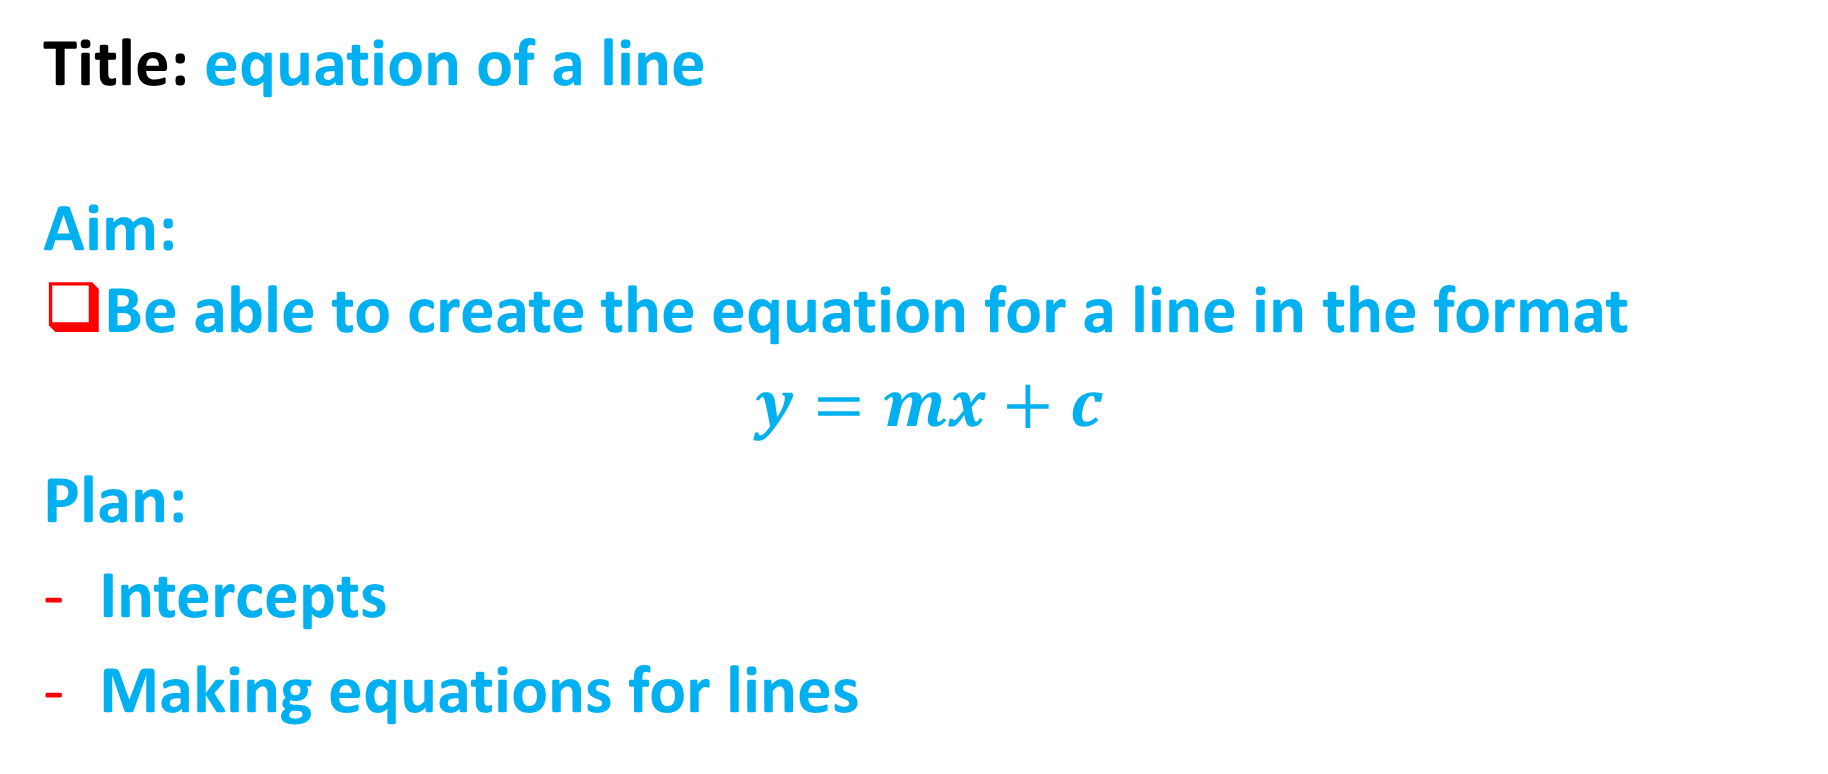 Title: equation of a line
Aim:
❑Be able to create the equation for a line in the format
y = mx + c
Plan:
- Intercepts
- Making equations for lines